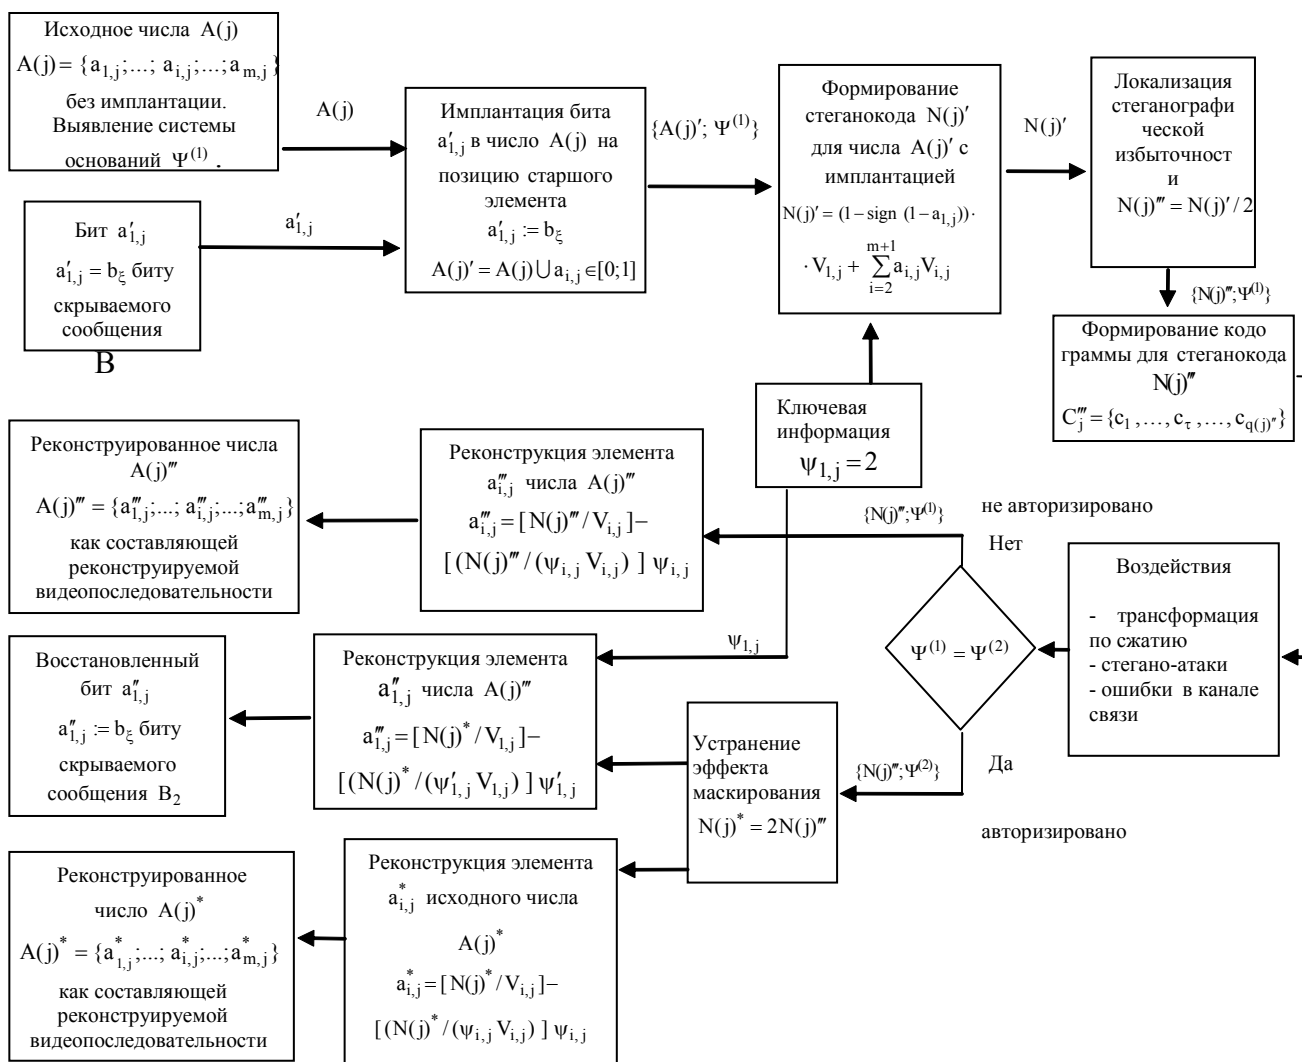 Исходное числа A(j)
A(j) = {a1,j;...; ai,j;...; am,j}
без имплантации.
Выявление системы
оснований Ψ(1) .
A(j)
Бит a′1,j
a′1,j = bξ биту
скрываемого
сообщения
В
a′1,j
Имплантация бита
a′1,j в число A(j) на
позицию старшого
элемента
a′1,j := bξ
A(j)′ = A(j) ∪ ai,j ∈[0;1]
{A(j)′; Ψ(1)}
Формирование
стеганокода N(j)′
для числа A(j)′ с
имплантацией
N(j)′ = (1 − sign (1 − a1,j)) ·
· V1,j + m+1 ∑ i=2 ai,j Vi,j
N(j)′
Локализация
стеганографи
ческой
избыточност
и
N(j)‴ = N(j)′ / 2
{N(j)‴;Ψ(1)}
Формирование кодо
граммы для стеганокода
N(j)‴
C‴j = {c1 ,..., cτ ,..., cq(j)″}
Ключевая
информация
ψ1,j = 2
Реконструированное числа
A(j)‴
A(j)‴ = {a‴1,j;...; a‴i,j;...;a‴m,j}
как составляющей
реконструируемой
видеопоследовательности
Реконструкция элемента
a‴i,j числа A(j)‴
a‴i,j = [ N(j)‴ / Vi,j ] −
[ (N(j)‴ / (ψi,j Vi,j) ] ψi,j
{N(j)‴;Ψ(1)}
не авторизировано
Нет
Ψ(1) = Ψ(2)
Воздействия
- трансформация
по сжатию
- стегано-атаки
- ошибки в канале
связи
Да
{N(j)‴;Ψ(2)}
авторизировано
ψ1,j
Восстановленный
бит a″1,j
a″1,j := bξ биту
скрываемого
сообщения B2
Реконструкция элемента
a″1,j числа A(j)‴
a‴1,j = [ N(j)* / V1,j ] −
[ (N(j)* / (ψ′1,j V1,j) ] ψ′1,j
Устранение
эффекта
маскирования
N(j)* = 2N(j)‴
Реконструированное
число A(j)*
A(j)* = {a*1,j;...; a*i,j;...;a*m,j}
как составляющей
реконструируемой
видеопоследовательности
Реконструкция элемента
a*i,j исходного числа
A(j)*
a*i,j = [ N(j)* / Vi,j ] −
[ (N(j)* / (ψi,j Vi,j) ] ψi,j